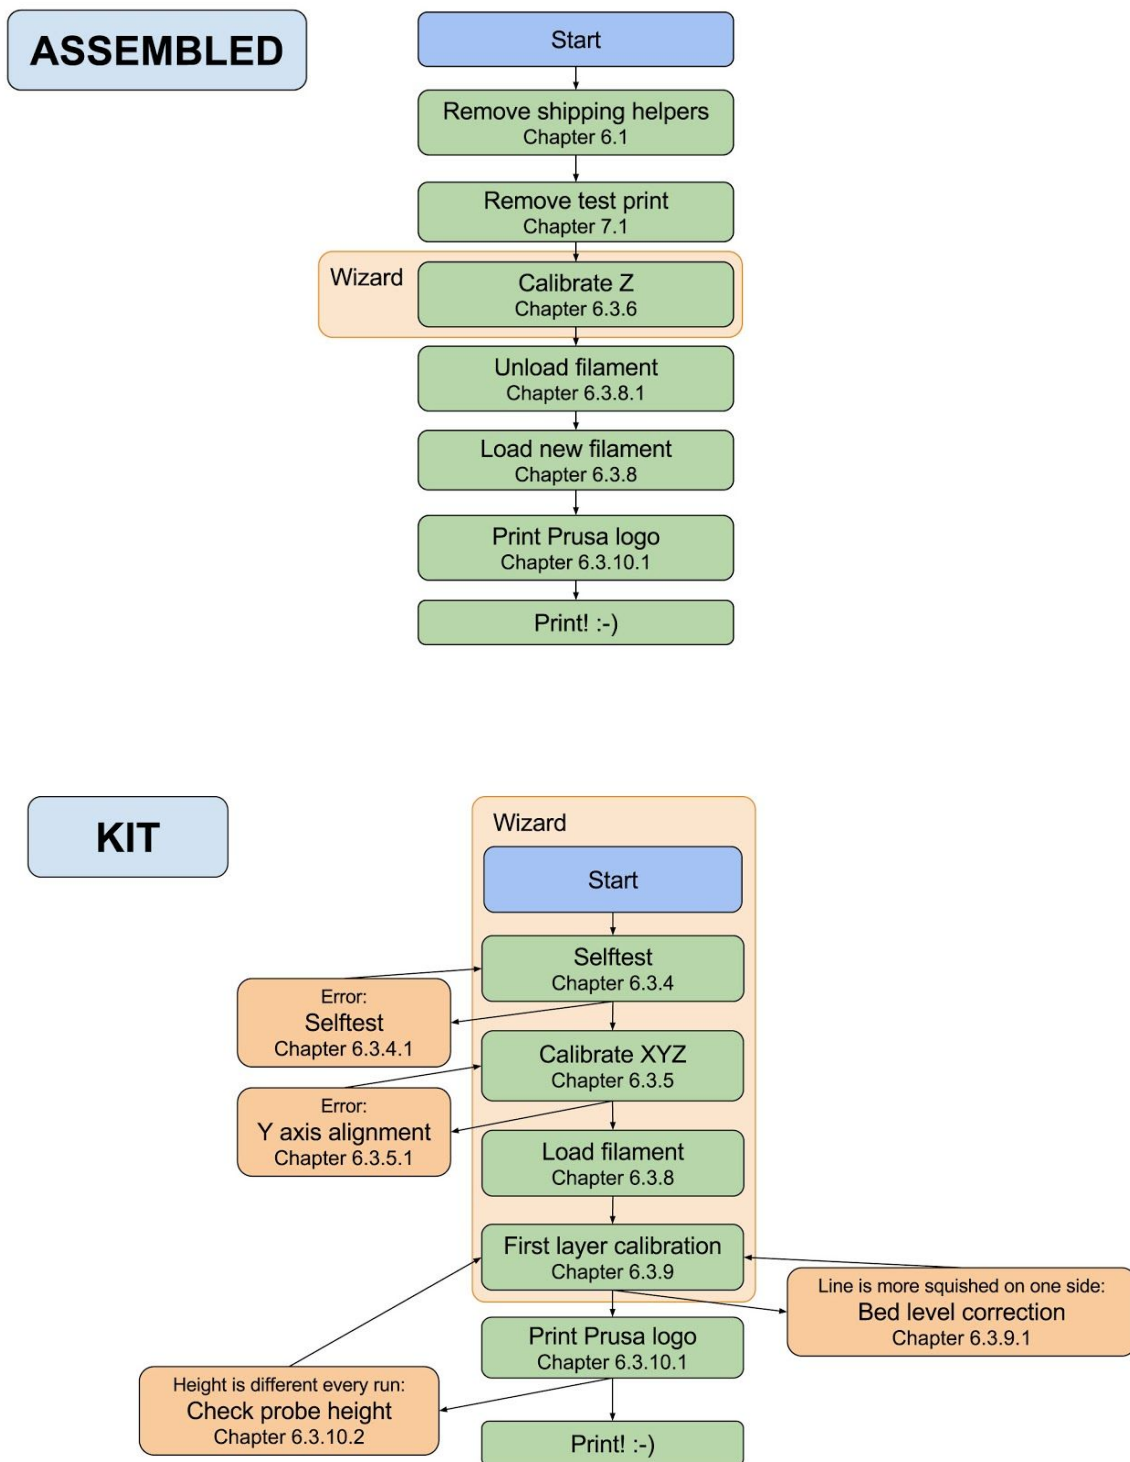 ASSEMBLED
Start
Remove shipping helpers
Chapter 6.1
Remove test print
Chapter 7.1
Wizard
Calibrate Z
Chapter 6.3.6
Unload filament
Chapter 6.3.8.1
Load new filament
Chapter 6.3.8
Print Prusa logo
Chapter 6.3.10.1
Print! :-)
KIT
Wizard
Start
Selftest
Chapter 6.3.4
Error:
Selftest
Chapter 6.3.4.1
Calibrate XYZ
Chapter 6.3.5
Error:
Y axis alignment
Chapter 6.3.5.1
Load filament
Chapter 6.3.8
First layer calibration
Chapter 6.3.9
Line is more squished on one side:
Bed level correction
Chapter 6.3.9.1
Print Prusa logo
Chapter 6.3.10.1
Height is different every run:
Check probe height
Chapter 6.3.10.2
Print! :-)